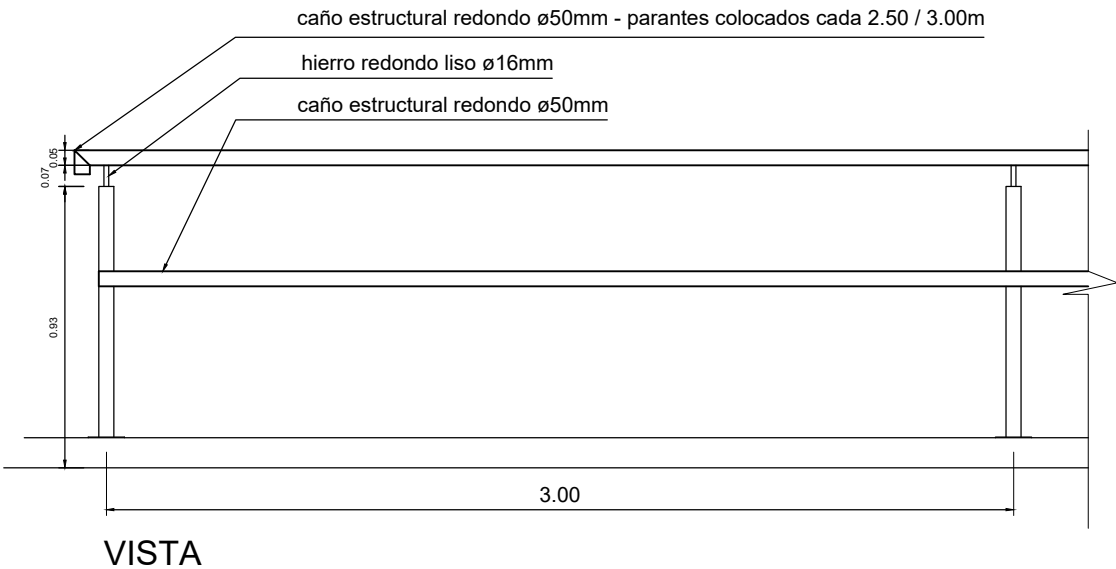 caño estructural redondo ø50mm - parantes colocados cada 2.50 / 3.00m
hierro redondo liso ø16mm
caño estructural redondo ø50mm
0.05
0.07
0.93
3.00
VISTA